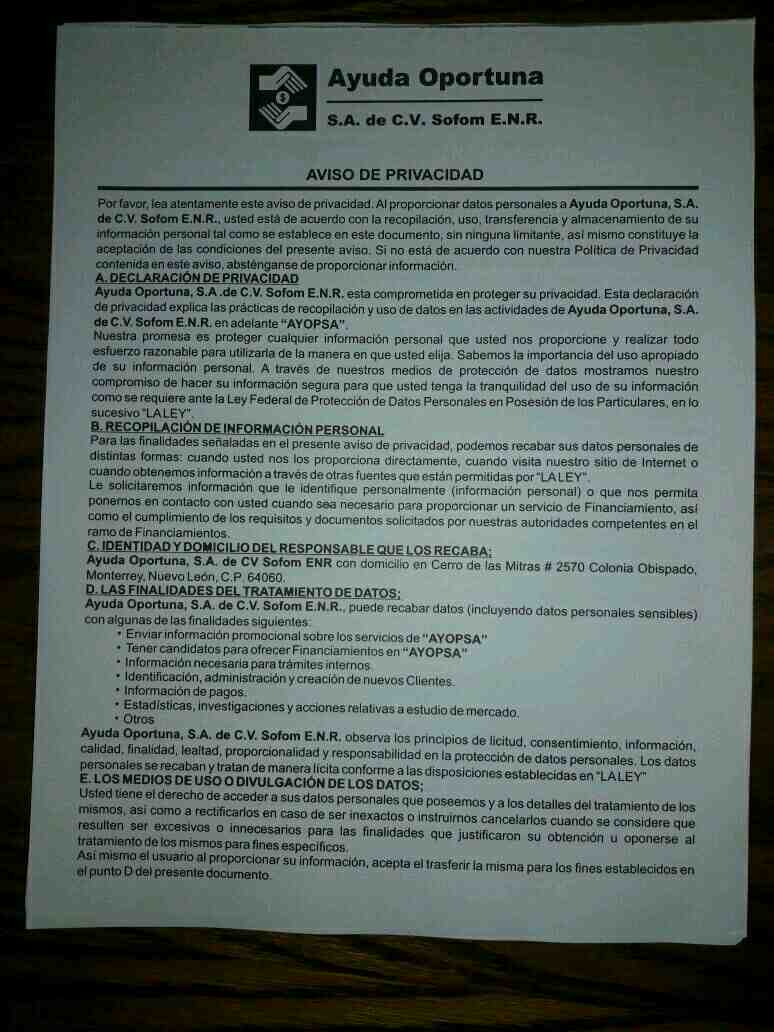 Ayuda Oportuna
S.A. de C.V. Sofom E.N.R.
AVISO DE PRIVACIDAD
Por favor, lea atentamente este aviso de privacidad. Al proporcionar datos personales a Ayuda Oportuna, S.A.
de C.V. Sofom E.N.R., usted está de acuerdo con la recopilación, uso, transferencia y almacenamiento de su
información personal tal como se establece en este documento, sin ninguna limitante, así mismo constituye la
aceptación de las condiciones del presente aviso. Si no está de acuerdo con nuestra Política de Privacidad
contenida en este aviso, absténganse de proporcionar información.
A. DECLARACIÓN DE PRIVACIDAD
Ayuda Oportuna, S.A .de C.V. Sofom E.N.R. esta comprometida en proteger su privacidad. Esta declaración
de privacidad explica las prácticas de recopilación y uso de datos en las actividades de Ayuda Oportuna, S.A.
de C.V. Sofom E.N.R. en adelante “AYOPSA”.
Nuestra promesa es proteger cualquier información personal que usted nos proporcione y realizar todo
esfuerzo razonable para utilizarla de la manera en que usted elija. Sabemos la importancia del uso apropiado
de su información personal. A través de nuestros medios de protección de datos mostramos nuestro
compromiso de hacer su información segura para que usted tenga la tranquilidad del uso de su información
como se requiere ante la Ley Federal de Protección de Datos Personales en Posesión de los Particulares, en lo
sucesivo “LA LEY”.
B. RECOPILACIÓN DE INFORMACIÓN PERSONAL
Para las finalidades señaladas en el presente aviso de privacidad, podemos recabar sus datos personales de
distintas formas: cuando usted nos los proporciona directamente, cuando visita nuestro sitio de Internet o
cuando obtenemos información a través de otras fuentes que están permitidas por “LA LEY”.
Le solicitaremos información que le identifique personalmente (información personal) o que nos permita
ponernos en contacto con usted cuando sea necesario para proporcionar un servicio de Financiamiento, así
como el cumplimiento de los requisitos y documentos solicitados por nuestras autoridades competentes en el
ramo de Financiamientos.
C. IDENTIDAD Y DOMICILIO DEL RESPONSABLE QUE LOS RECABA;
Ayuda Oportuna, S.A. de CV Sofom ENR con domicilio en Cerro de las Mitras # 2570 Colonia Obispado,
Monterrey, Nuevo León, C.P. 64060.
D. LAS FINALIDADES DEL TRATAMIENTO DE DATOS;
Ayuda Oportuna, S.A. de C.V. Sofom E.N.R., puede recabar datos (incluyendo datos personales sensibles)
con algunas de las finalidades siguientes:
• Enviar información promocional sobre los servicios de “AYOPSA”
• Tener candidatos para ofrecer Financiamientos en “AYOPSA”
• Información necesaria para trámites internos.
• Identificación, administración y creación de nuevos Clientes.
• Información de pagos.
• Estadísticas, investigaciones y acciones relativas a estudio de mercado.
• Otros
Ayuda Oportuna, S.A. de C.V. Sofom E.N.R. observa los principios de licitud, consentimiento, información,
calidad, finalidad, lealtad, proporcionalidad y responsabilidad en la protección de datos personales. Los datos
personales se recaban y tratan de manera lícita conforme a las disposiciones establecidas en “LA LEY”
E. LOS MEDIOS DE USO O DIVULGACIÓN DE LOS DATOS;
Usted tiene el derecho de acceder a sus datos personales que poseemos y a los detalles del tratamiento de los
mismos, así como a rectificarlos en caso de ser inexactos o instruirnos cancelarlos cuando se considere que
resulten ser excesivos o innecesarios para las finalidades que justificaron su obtención u oponerse al
tratamiento de los mismos para fines específicos.
Así mismo el usuario al proporcionar su información, acepta el trasferir la misma para los fines establecidos en
el punto D del presente documento.